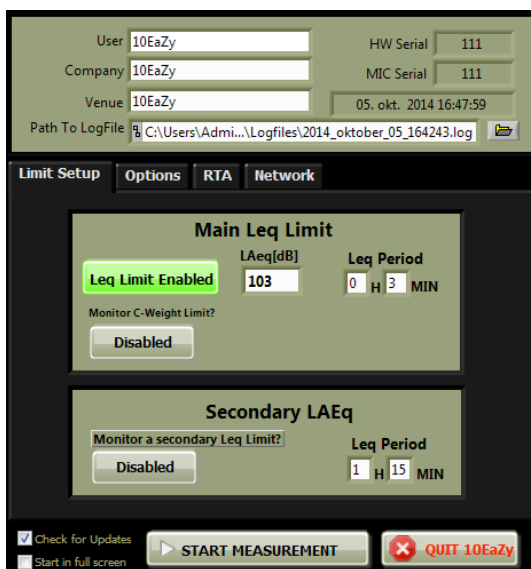 User 10EaZy HW Serial 111
Company 10EaZy MIC Serial 111
Venue 10EaZy 05. okt. 2014 16:47:59
Path To LogFile C:\Users\Admi...\Logfiles\2014_oktober_05_164243.log
Limit Setup Options RTA Network
Main Leq Limit
LAeq[dB] Leq Period
Leq Limit Enabled 103 0 H 3 MIN
Monitor C-Weight Limit?
Disabled
Secondary LAEq
Monitor a secondary Leq Limit? Leq Period
Disabled 1 H 15 MIN
Check for Updates
Start in full screen
START MEASUREMENT QUIT 10EaZy